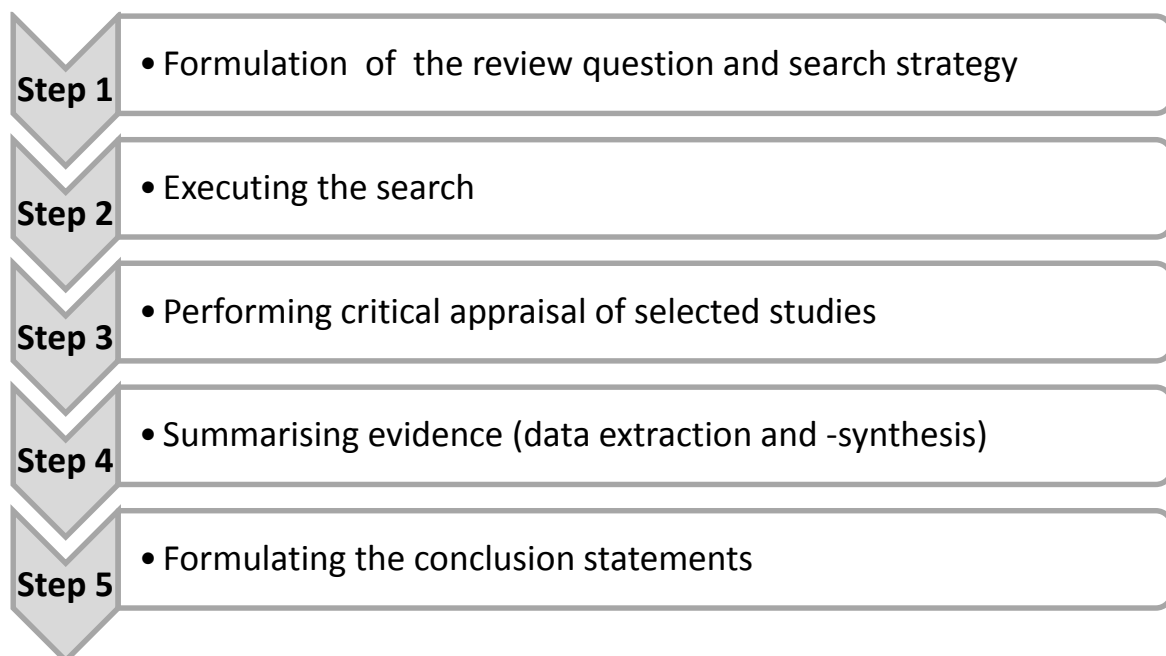 Step 1
• Formulation of the review question and search strategy
Step 2
• Executing the search
Step 3
• Performing critical appraisal of selected studies
Step 4
• Summarising evidence (data extraction and -synthesis)
Step 5
• Formulating the conclusion statements